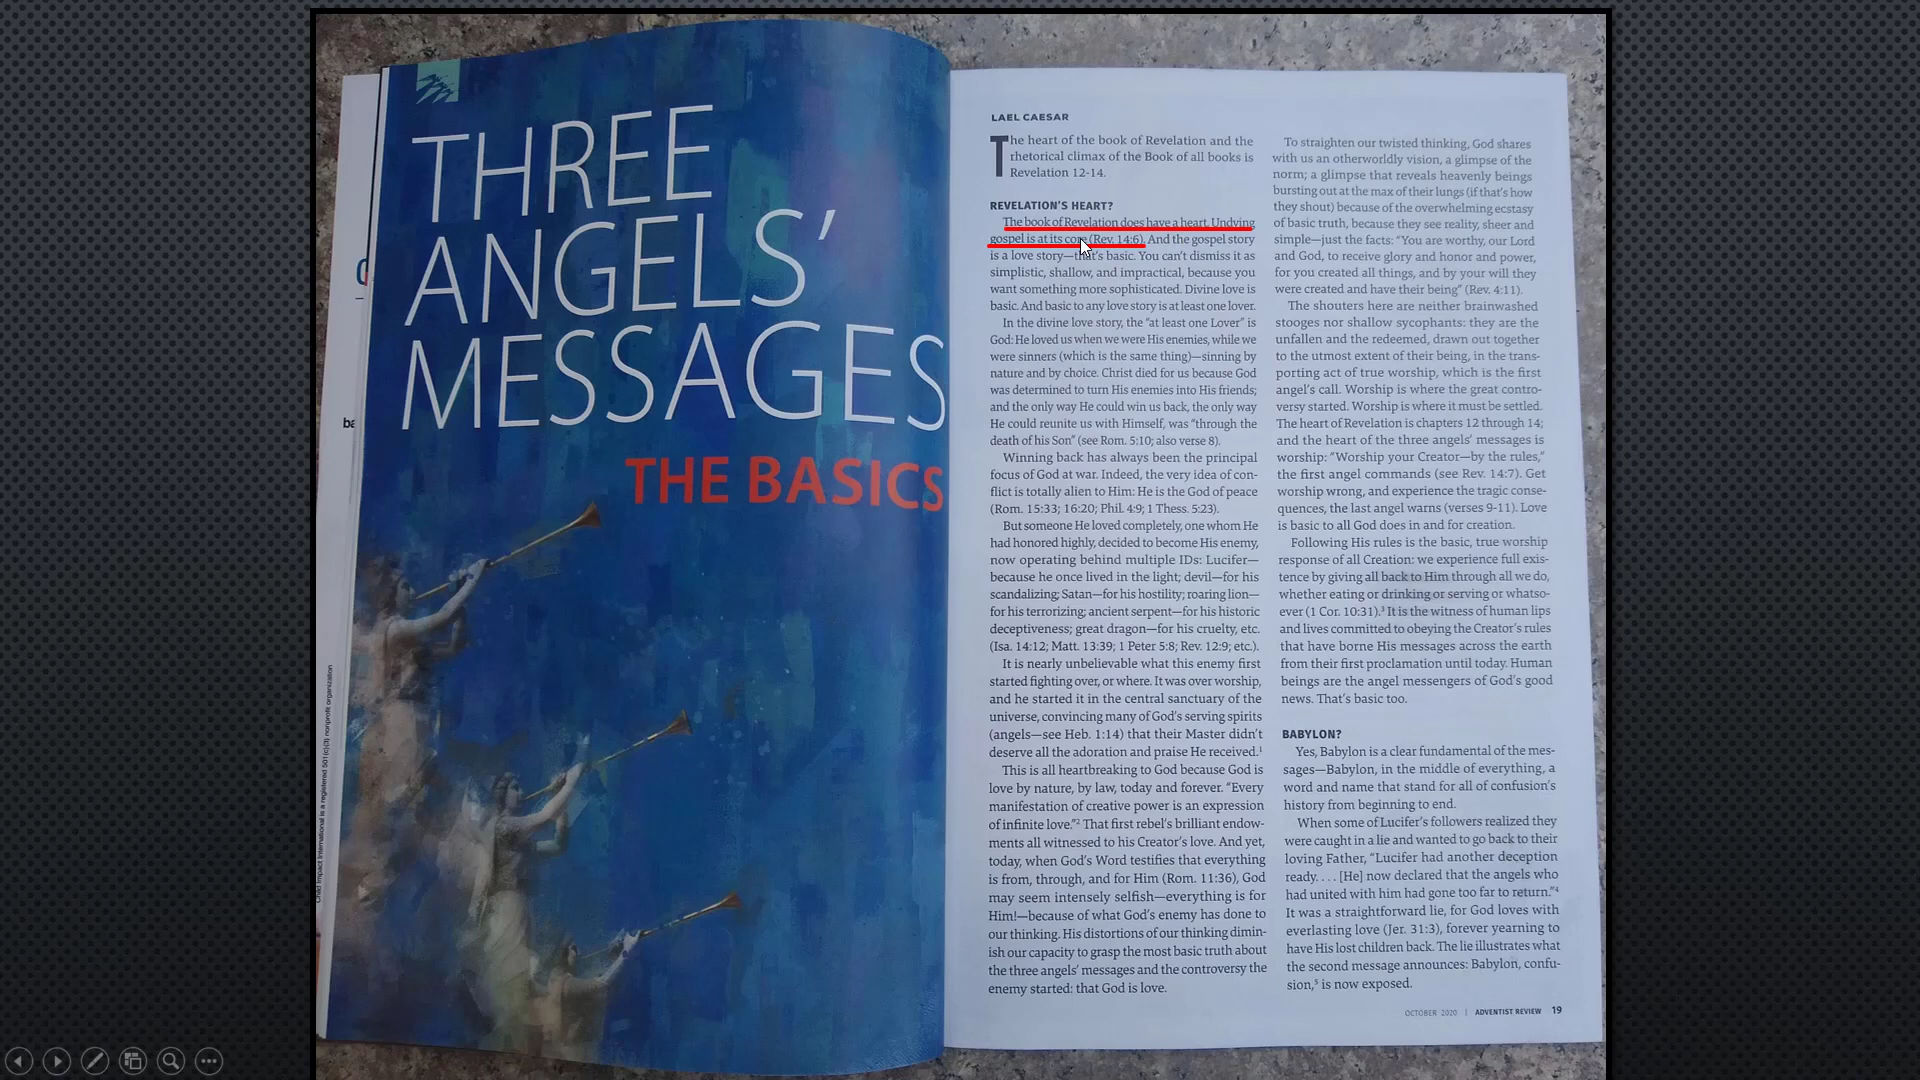 THREE
ANGELS'
MESSAGES
THE BASICS
ba
Child Impact International is a registered 501(c)(3) nonprofit organization
LAEL CAESAR
The heart of the book of Revelation and the
rhetorical climax of the Book of all books is
Revelation 12-14.
REVELATION'S HEART?
The book of Revelation does have a heart. Undying
gospel is at its core (Rev. 14:6). And the gospel story
is a love story—that's basic. You can't dismiss it as
simplistic, shallow, and impractical, because you
want something more sophisticated. Divine love is
basic. And basic to any love story is at least one lover.
In the divine love story, the “at least one Lover” is
God: He loved us when we were His enemies, while we
were sinners (which is the same thing)—sinning by
nature and by choice. Christ died for us because God
was determined to turn His enemies into His friends;
and the only way He could win us back, the only way
He could reunite us with Himself, was “through the
death of his Son” (see Rom. 5:10; also verse 8).
Winning back has always been the principal
focus of God at war. Indeed, the very idea of con-
flict is totally alien to Him: He is the God of peace
(Rom. 15:33; 16:20; Phil. 4:9; 1 Thess. 5:23).
But someone He loved completely, one whom He
had honored highly, decided to become His enemy,
now operating behind multiple IDs: Lucifer—
because he once lived in the light; devil—for his
scandalizing; Satan—for his hostility; roaring lion—
for his terrorizing; ancient serpent—for his historic
deceptiveness; great dragon—for his cruelty, etc.
(Isa. 14:12; Matt. 13:39; 1 Peter 5:8; Rev. 12:9; etc.).
It is nearly unbelievable what this enemy first
started fighting over, or where. It was over worship,
and he started it in the central sanctuary of the
universe, convincing many of God's serving spirits
(angels—see Heb. 1:14) that their Master didn't
deserve all the adoration and praise He received.¹
This is all heartbreaking to God because God is
love by nature, by law, today and forever. “Every
manifestation of creative power is an expression
of infinite love.”² That first rebel's brilliant endow-
ments all witnessed to his Creator's love. And yet,
today, when God's Word testifies that everything
is from, through, and for Him (Rom. 11:36), God
may seem intensely selfish—everything is for
Him!—because of what God's enemy has done to
our thinking. His distortions of our thinking dimin-
ish our capacity to grasp the most basic truth about
the three angels' messages and the controversy the
enemy started: that God is love.
To straighten our twisted thinking, God shares
with us an otherworldly vision, a glimpse of the
norm; a glimpse that reveals heavenly beings
bursting out at the max of their lungs (if that's how
they shout) because of the overwhelming ecstasy
of basic truth, because they see reality, sheer and
simple—just the facts: “You are worthy, our Lord
and God, to receive glory and honor and power,
for you created all things, and by your will they
were created and have their being” (Rev. 4:11).
The shouters here are neither brainwashed
stooges nor shallow sycophants: they are the
unfallen and the redeemed, drawn out together
to the utmost extent of their being, in the trans-
porting act of true worship, which is the first
angel's call. Worship is where the great contro-
versy started. Worship is where it must be settled.
The heart of Revelation is chapters 12 through 14;
and the heart of the three angels' messages is
worship: “Worship your Creator—by the rules,”
the first angel commands (see Rev. 14:7). Get
worship wrong, and experience the tragic conse-
quences, the last angel warns (verses 9-11). Love
is basic to all God does in and for creation.
Following His rules is the basic, true worship
response of all Creation: we experience full exis-
tence by giving all back to Him through all we do,
whether eating or drinking or serving or whatso-
ever (1 Cor. 10:31).³ It is the witness of human lips
and lives committed to obeying the Creator's rules
that have borne His messages across the earth
from their first proclamation until today. Human
beings are the angel messengers of God's good
news. That's basic too.
BABYLON?
Yes, Babylon is a clear fundamental of the mes-
sages—Babylon, in the middle of everything, a
word and name that stand for all of confusion's
history from beginning to end.
When some of Lucifer's followers realized they
were caught in a lie and wanted to go back to their
loving Father, “Lucifer had another deception
ready. . . . [He] now declared that the angels who
had united with him had gone too far to return.”⁴
It was a straightforward lie, for God loves with
everlasting love (Jer. 31:3), forever yearning to
have His lost children back. The lie illustrates what
the second message announces: Babylon, confu-
sion,⁵ is now exposed.
OCTOBER 2020 | ADVENTIST REVIEW 19